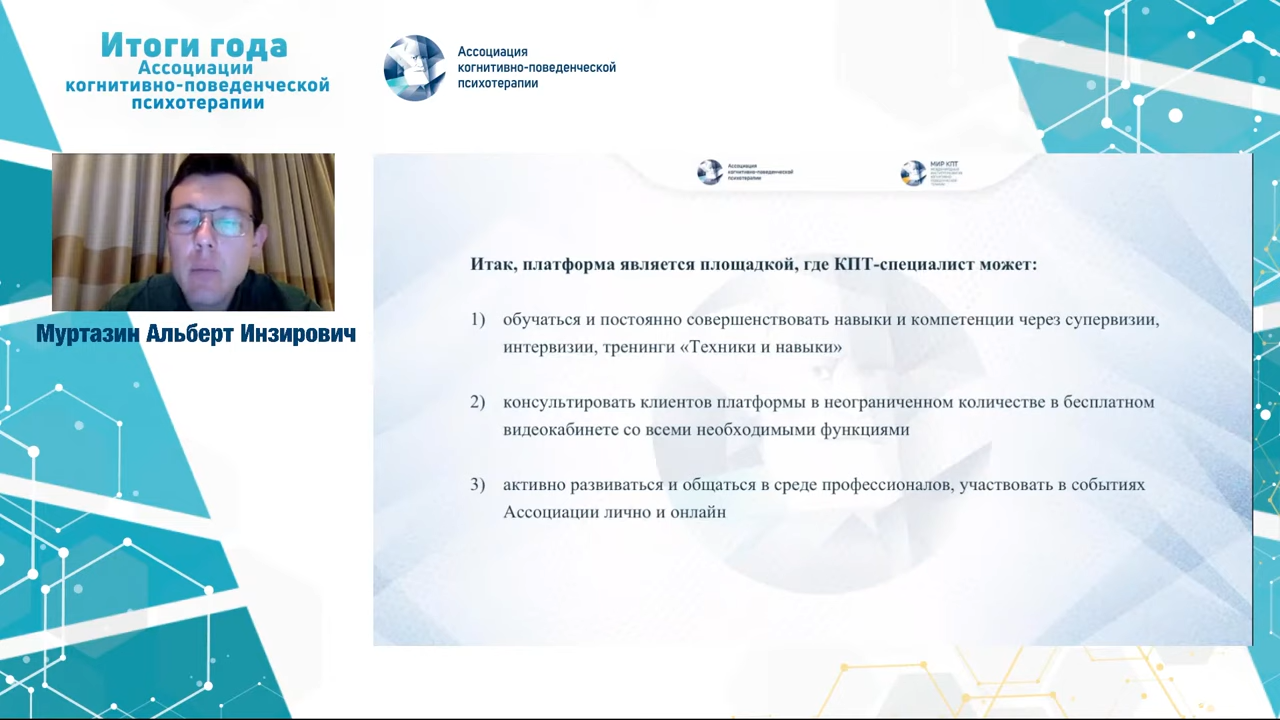 Итоги года
Ассоциации
когнитивно-поведенческой
психотерапии
Ассоциация
когнитивно-поведенческой
психотерапии
Муртазин Альберт Инзирович
Ассоциация
когнитивно-поведенческой
психотерапии
МИР КПТ
Итак, платформа является площадкой, где КПТ-специалист может:
1) обучаться и постоянно совершенствовать навыки и компетенции через супервизии,
интервизии, тренинги «Техники и навыки»
2) консультировать клиентов платформы в неограниченном количестве в бесплатном
видеокабинете со всеми необходимыми функциями
3) активно развиваться и общаться в среде профессионалов, участвовать в событиях
Ассоциации лично и онлайн